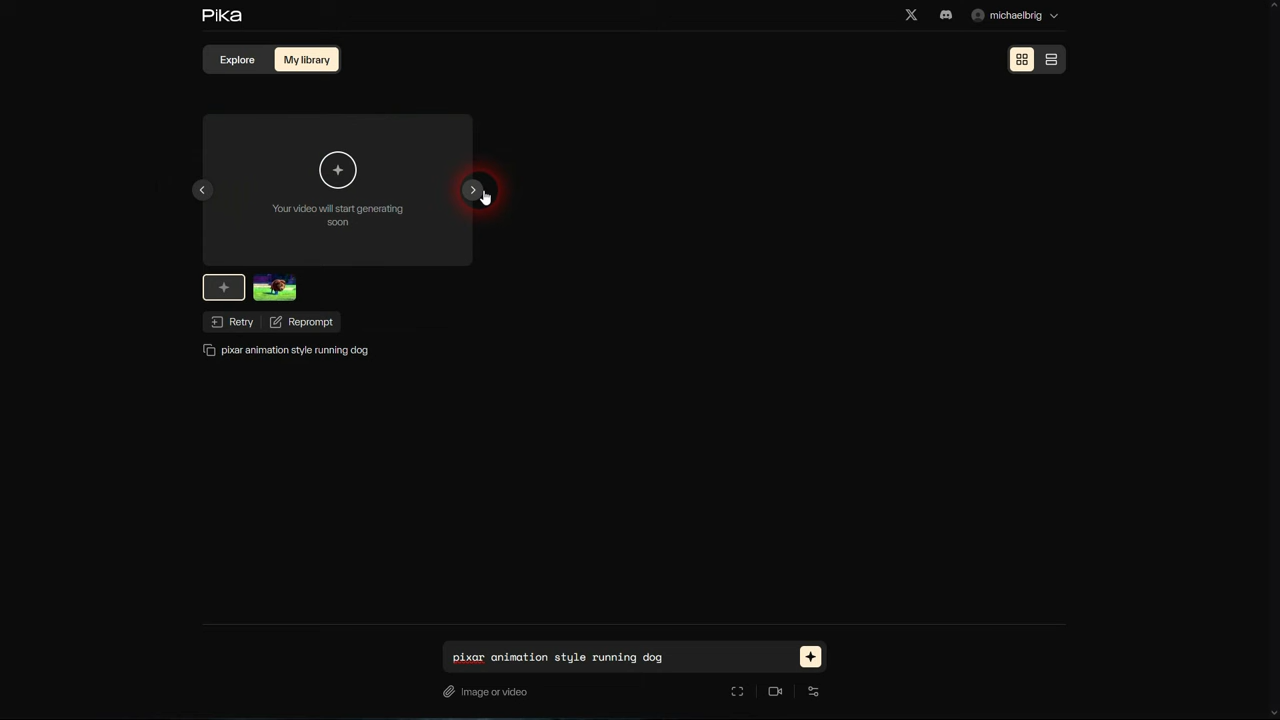 Pika
michaelbrig
Explore
My library
Your video will start generating
soon
Retry
Reprompt
pixar animation style running dog
pixar animation style running dog
Image or video